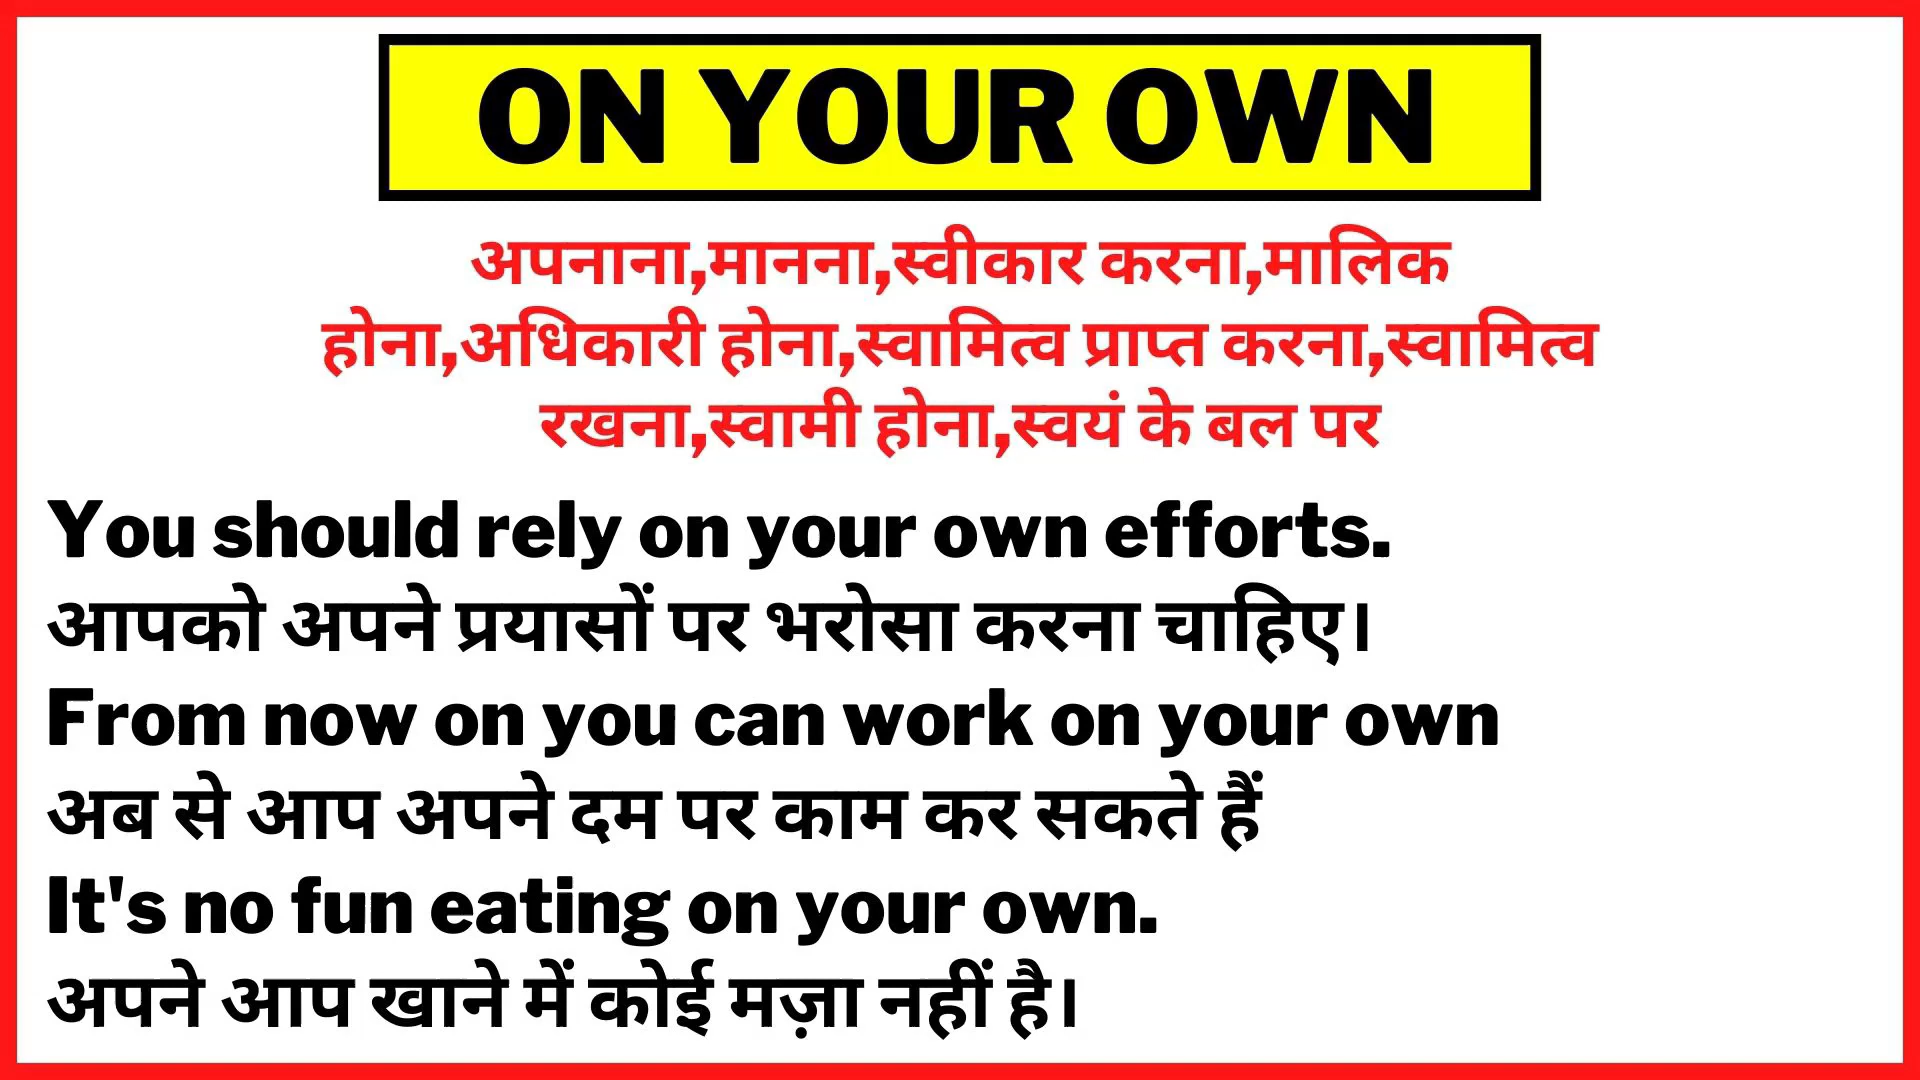 ON YOUR OWN
अपनाना,मानना,स्वीकार करना,मालिक
होना,अधिकारी होना,स्वामित्व प्राप्त करना,स्वामित्व
रखना,स्वामी होना,स्वयं के बल पर
You should rely on your own efforts.
आपको अपने प्रयासों पर भरोसा करना चाहिए।
From now on you can work on your own
अब से आप अपने दम पर काम कर सकते हैं
It's no fun eating on your own.
अपने आप खाने में कोई मज़ा नहीं है।